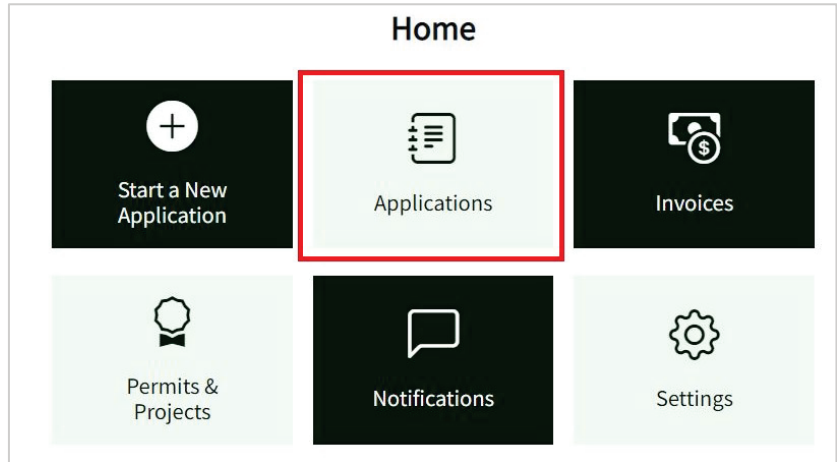 Home
Start a New
Application
Applications
Invoices
Permits &
Projects
Notifications
Settings